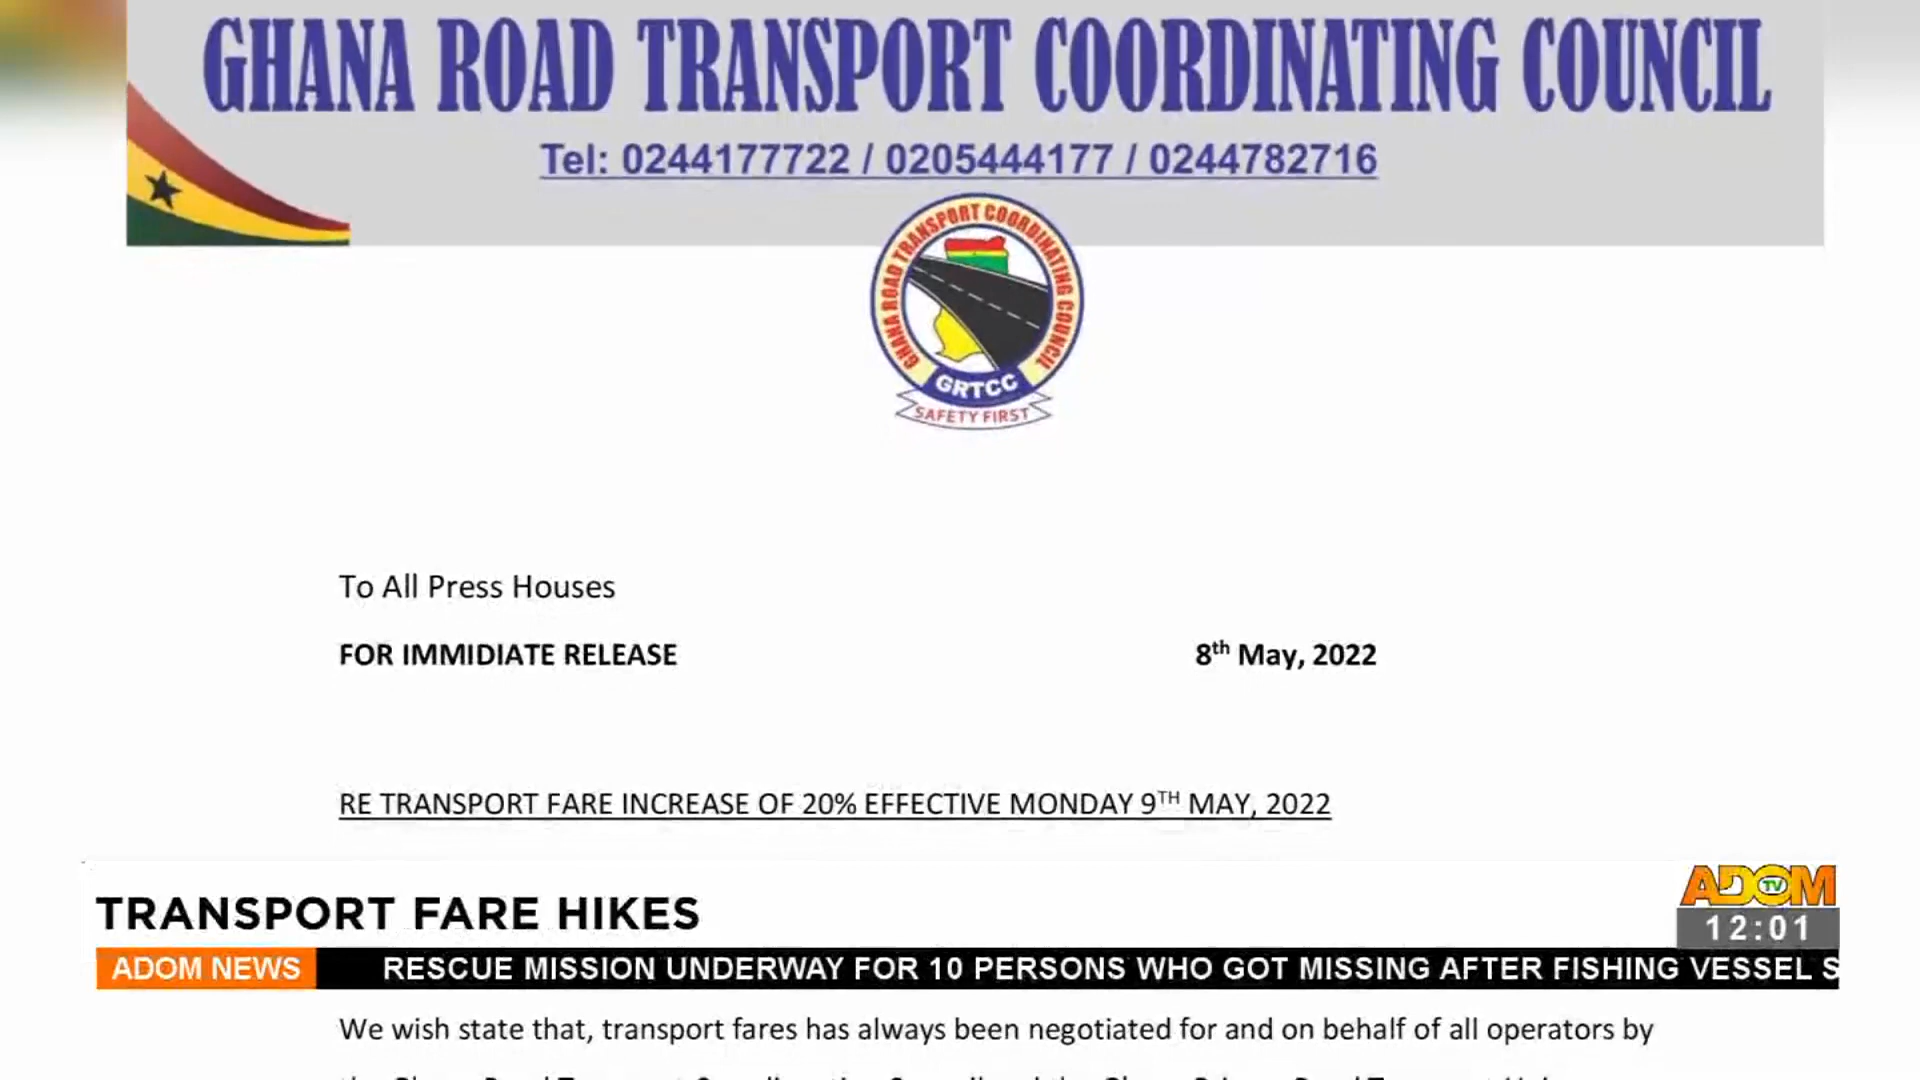 GHANA ROAD TRANSPORT COORDINATING COUNCIL
Tel: 0244177722 / 0205444177 / 0244782716
GHANA ROAD TRANSPORT COORDINATING COUNCIL
GRTCC
SAFETY FIRST
To All Press Houses
FOR IMMIDIATE RELEASE 8th May, 2022
RE TRANSPORT FARE INCREASE OF 20% EFFECTIVE MONDAY 9TH MAY, 2022
ADOM TV
TRANSPORT FARE HIKES
12:01
ADOM NEWS RESCUE MISSION UNDERWAY FOR 10 PERSONS WHO GOT MISSING AFTER FISHING VESSEL S
We wish state that, transport fares has always been negotiated for and on behalf of all operators by